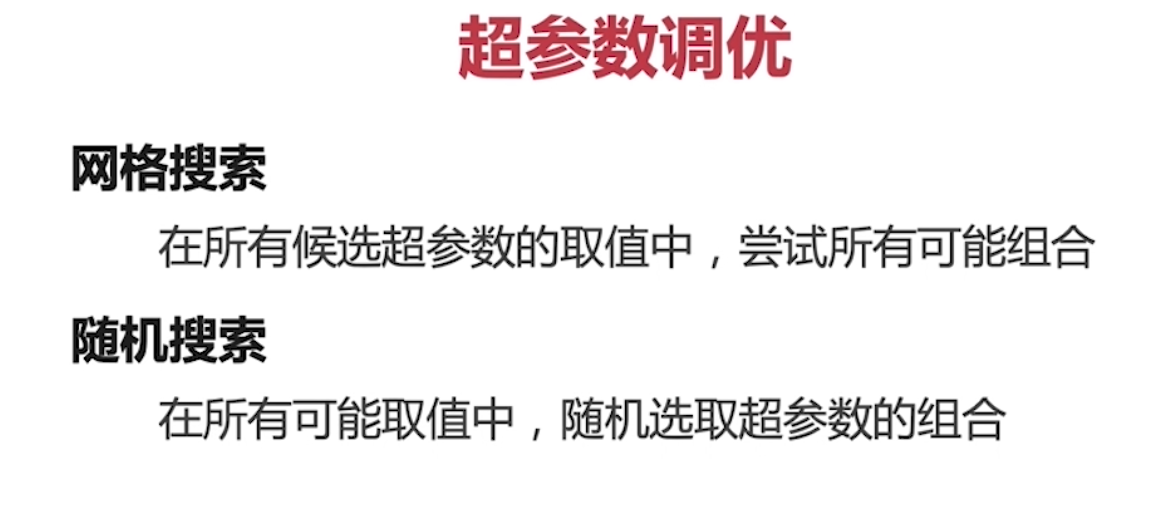 超参数调优
网格搜索
在所有候选超参数的取值中，尝试所有可能组合
随机搜索
在所有可能取值中，随机选取超参数的组合